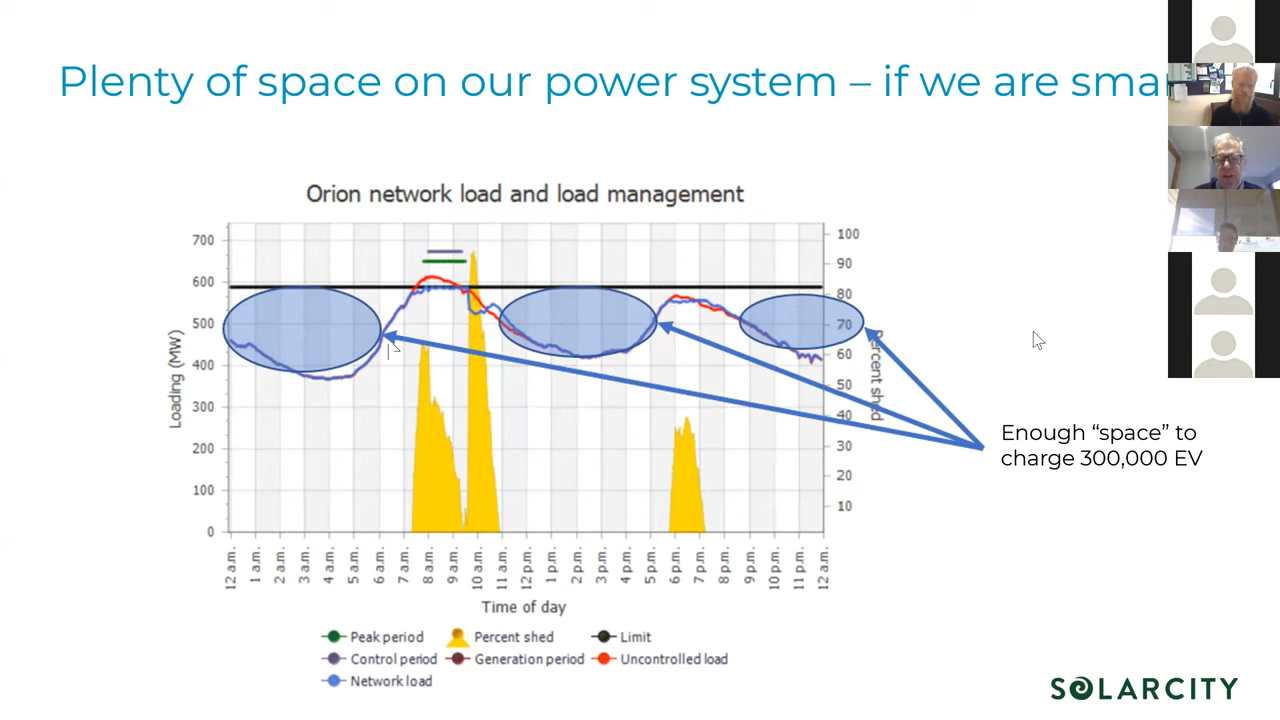 Plenty of space on our power system – if we are smar
Orion network load and load management
700
600
500
400
300
200
100
0
Loading (MW)
100
90
80
70
60
50
40
30
20
10
Percent shed
12 a.m.
1 a.m.
2 a.m.
3 a.m.
4 a.m.
5 a.m.
6 a.m.
7 a.m.
8 a.m.
9 a.m.
10 a.m.
11 a.m.
12 p.m.
1 p.m.
2 p.m.
3 p.m.
4 p.m.
5 p.m.
6 p.m.
7 p.m.
8 p.m.
9 p.m.
10 p.m.
11 p.m.
12 a.m.
Time of day
Peak period
Percent shed
Limit
Control period
Generation period
Uncontrolled load
Network load
Enough “space” to
charge 300,000 EV
SOLARCITY